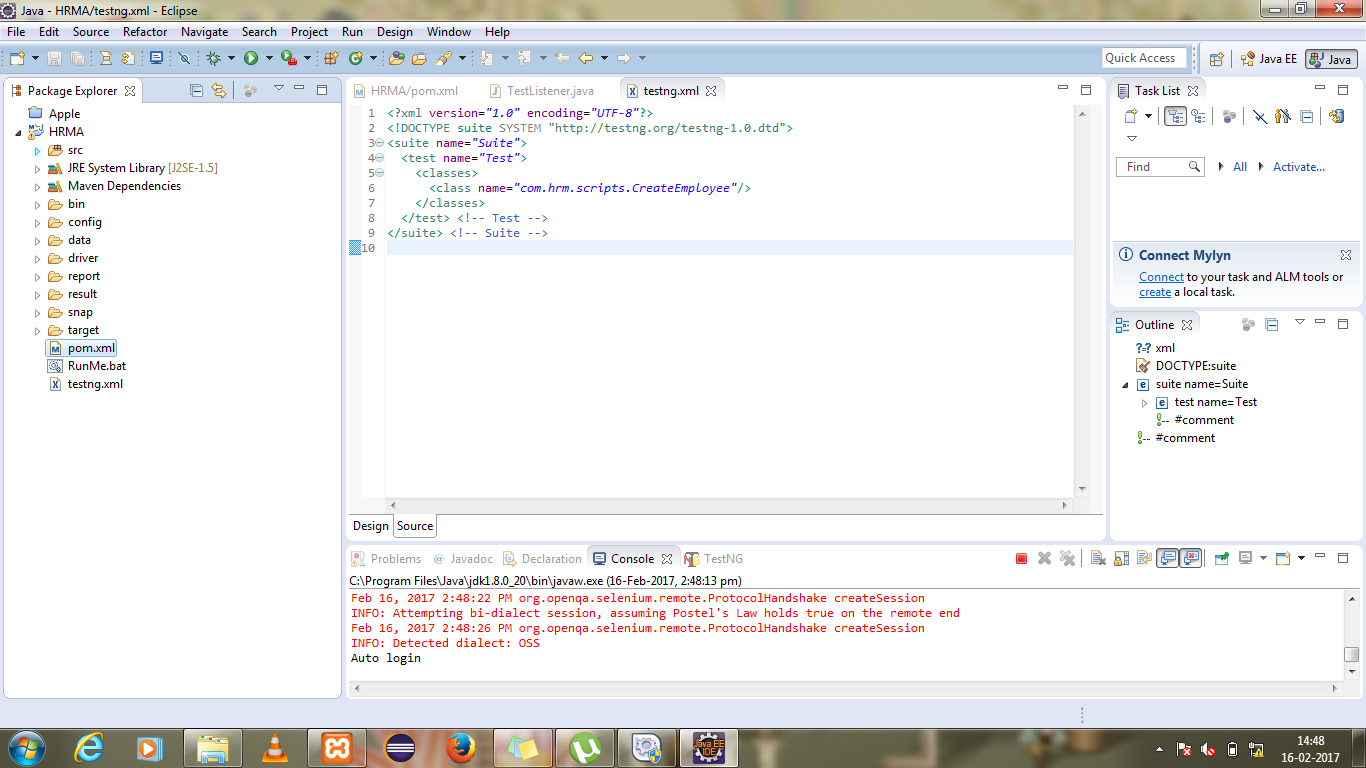 Java - HRMA/testng.xml - Eclipse
File Edit Source Refactor Navigate Search Project Run Design Window Help
Quick Access
Java EE
Java
Package Explorer
Apple
HRMA
src
JRE System Library [J2SE-1.5]
Maven Dependencies
bin
config
data
driver
report
result
snap
target
pom.xml
RunMe.bat
testng.xml
HRMA/pom.xml
TestListener.java
testng.xml
1 <?xml version="1.0" encoding="UTF-8"?>
2 <!DOCTYPE suite SYSTEM "http://testng.org/testng-1.0.dtd">
3 <suite name="Suite">
4 <test name="Test">
5 <classes>
6 <class name="com.hrm.scripts.CreateEmployee"/>
7 </classes>
8 </test> <!-- Test -->
9 </suite> <!-- Suite -->
10
Design Source
Task List
Find
All
Activate...
Connect Mylyn
Connect to your task and ALM tools or
create a local task.
Outline
?=? xml
DOCTYPE:suite
e suite name=Suite
e test name=Test
!-- #comment
!-- #comment
Problems @ Javadoc Declaration Console TestNG
C:\Program Files\Java\jdk1.8.0_20\bin\javaw.exe (16-Feb-2017, 2:48:13 pm)
Feb 16, 2017 2:48:22 PM org.openqa.selenium.remote.ProtocolHandshake createSession
INFO: Attempting bi-dialect session, assuming Postel's Law holds true on the remote end
Feb 16, 2017 2:48:26 PM org.openqa.selenium.remote.ProtocolHandshake createSession
INFO: Detected dialect: OSS
Auto login
Java EE
IDE
14:48
16-02-2017